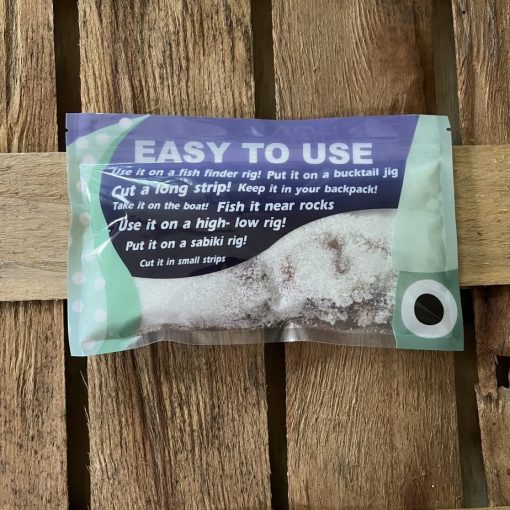 EASY TO USE
Use it on a fish finder rig! Put it on a bucktail jig
Cut a long strip! Keep it in your backpack!
Take it on the boat! Fish it near rocks
Use it on a high- low rig!
Put it on a sabiki rig!
Cut it in small strips